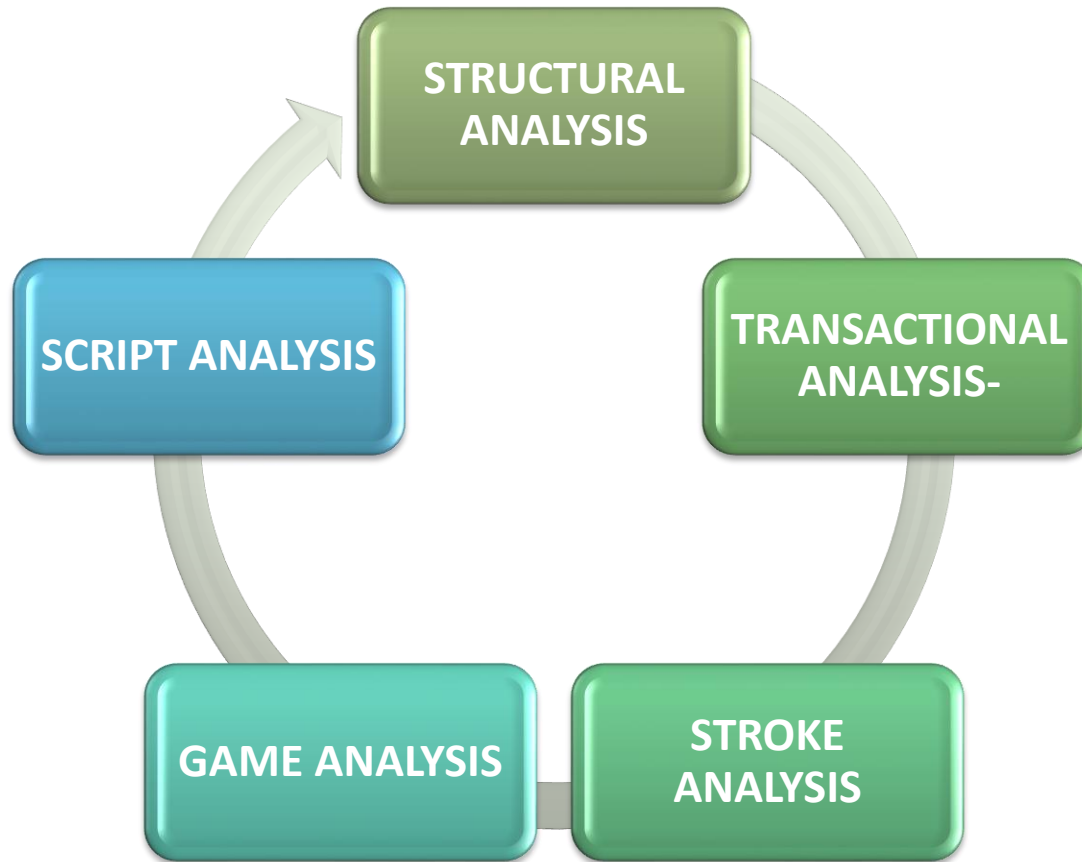 STRUCTURAL
ANALYSIS
TRANSACTIONAL
ANALYSIS-
STROKE
ANALYSIS
GAME ANALYSIS
SCRIPT ANALYSIS